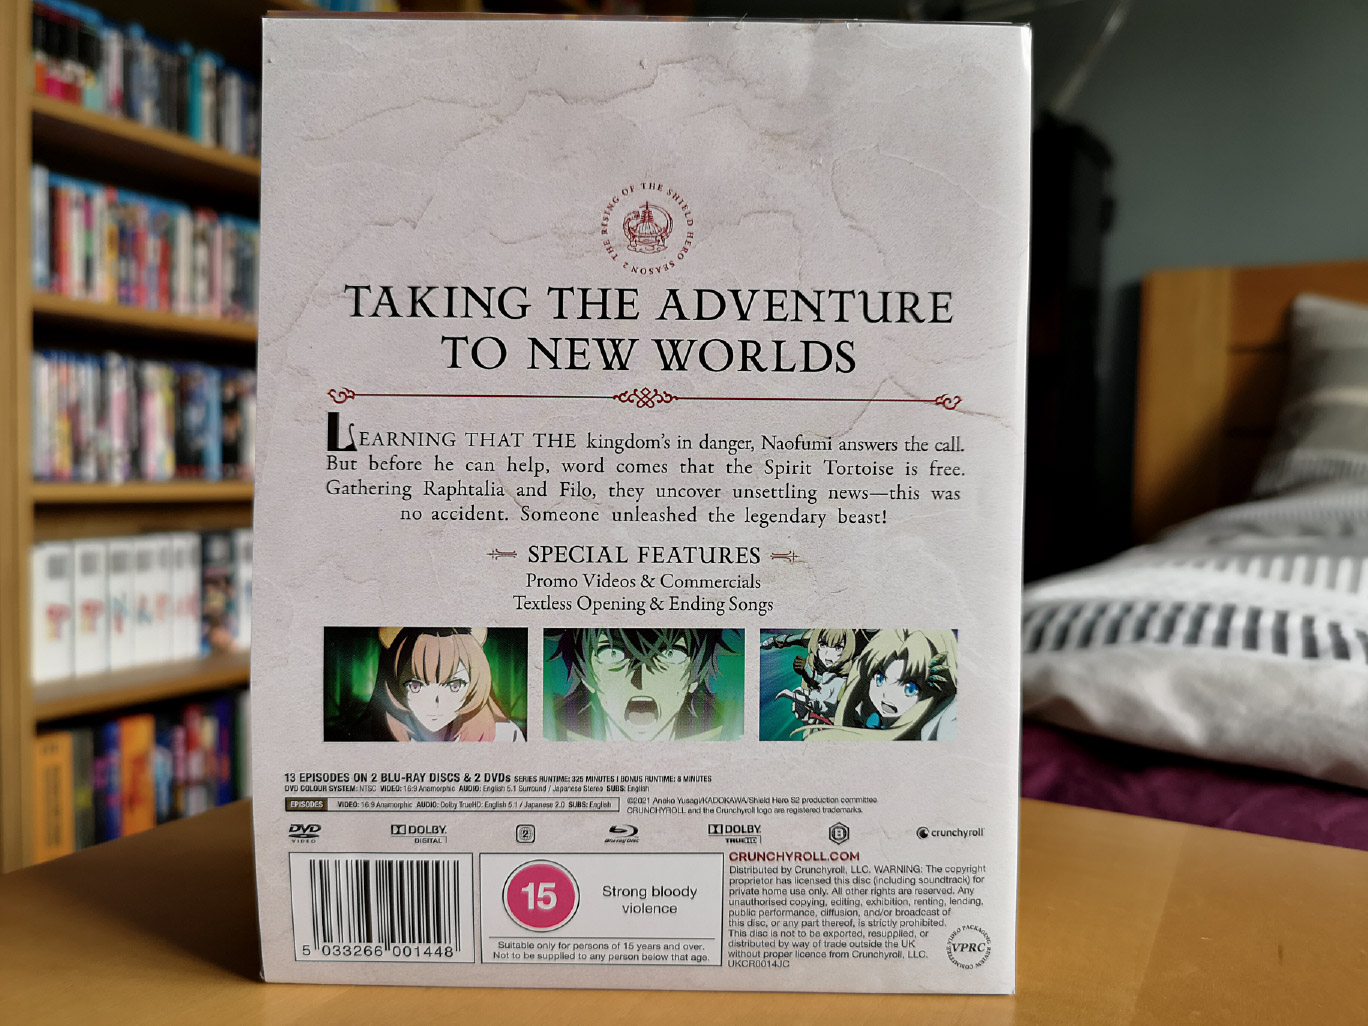 THE RISING OF THE SHIELD HERO SEASON 2
TAKING THE ADVENTURE
TO NEW WORLDS
LEARNING THAT THE kingdom's in danger, Naofumi answers the call.
But before he can help, word comes that the Spirit Tortoise is free.
Gathering Raphtalia and Filo, they uncover unsettling news—this was
no accident. Someone unleashed the legendary beast!
SPECIAL FEATURES
Promo Videos & Commercials
Textless Opening & Ending Songs
13 EPISODES ON 2 BLU-RAY DISCS & 2 DVDs SERIES RUNTIME: 325 MINUTES | BONUS RUNTIME: 8 MINUTES
DVD COLOUR SYSTEM: NTSC VIDEO: 16:9 Anamorphic AUDIO: English 5.1 Surround / Japanese Stereo SUBS: English
EPISODES VIDEO: 16:9 Anamorphic AUDIO: Dolby TrueHD: English 5.1 / Japanese 2.0 SUBS: English
©2021 Aneko Yusagi/KADOKAWA/Shield Hero S2 production committee.
CRUNCHYROLL and the Crunchyroll logo are registered trademarks.
DVD VIDEO
DOLBY DIGITAL
2
Blu-ray Disc
DOLBY TRUEHD
B
crunchyroll
5 033266 001448
15
Strong bloody
violence
Suitable only for persons of 15 years and over.
Not to be supplied to any person below that age.
CRUNCHYROLL.COM
Distributed by Crunchyroll, LLC. WARNING: The copyright
proprietor has licensed this disc (including soundtrack) for
private home use only. All other rights are reserved. Any
unauthorised copying, editing, exhibition, renting, lending,
public performance, diffusion, and/or broadcast of
this disc, or any part thereof, is strictly prohibited.
This disc is not to be exported, resupplied, or
distributed by way of trade outside the UK
without proper licence from Crunchyroll, LLC.
UKCR0014JC
VIDEO PACKAGING REVIEW COMMITTEE
VPRC